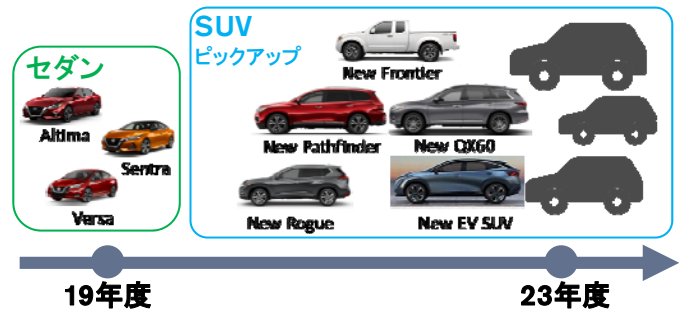 セダン
Altima
Sentra
Versa
SUV
ピックアップ
New Frontier
New Pathfinder
New QX60
New Rogue
New EV SUV
19年度
23年度